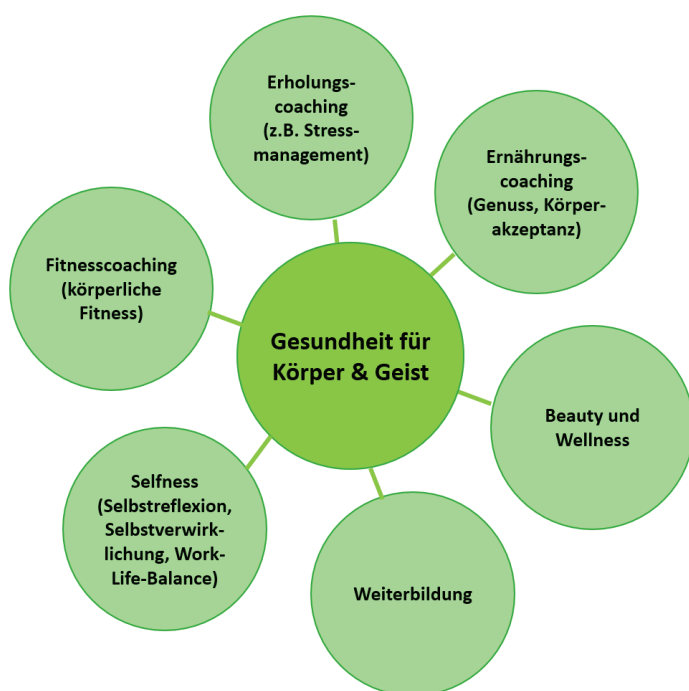 Erholungs-
coaching
(z.B. Stress-
management)
Ernährungs-
coaching
(Genuss, Körper-
akzeptanz)
Fitnesscoaching
(körperliche
Fitness)
Gesundheit für
Körper & Geist
Beauty und
Wellness
Selfness
(Selbstreflexion,
Selbstverwirk-
lichung, Work-
Life-Balance)
Weiterbildung